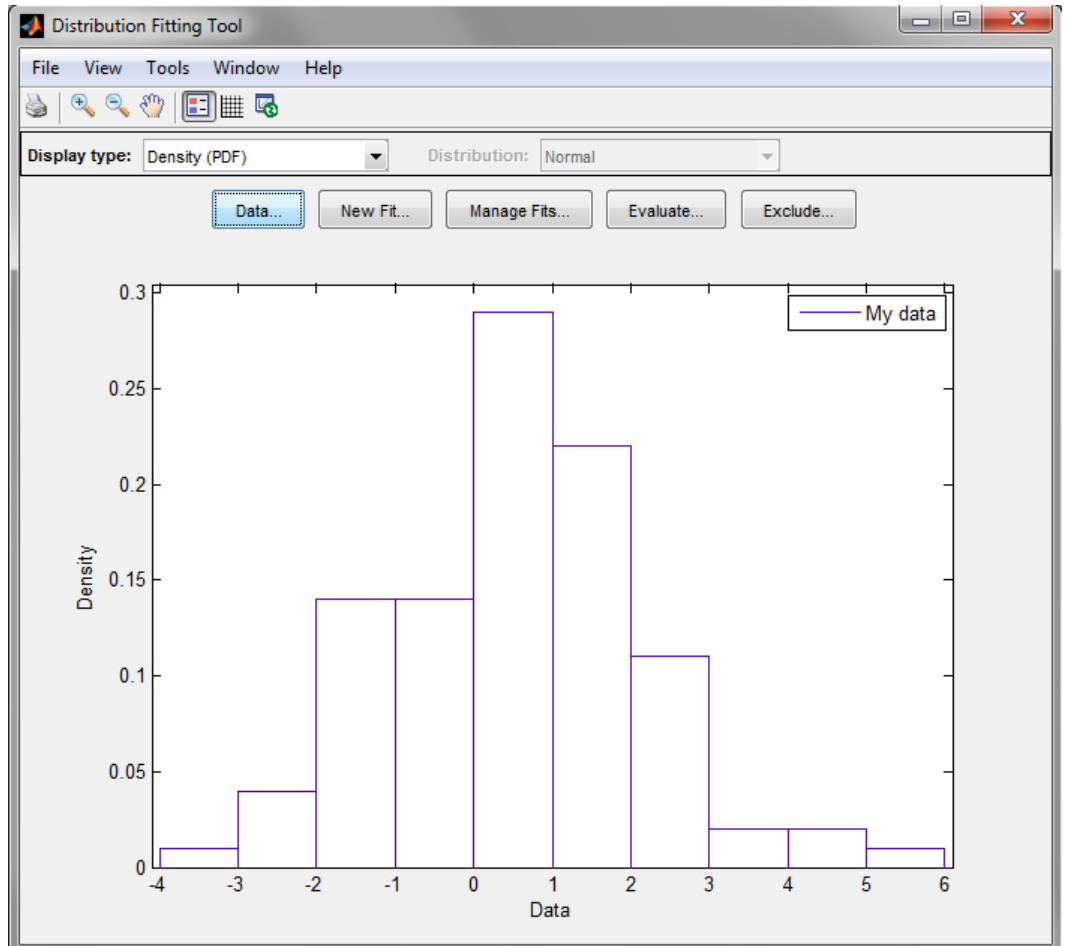 Distribution Fitting Tool
File View Tools Window Help
Display type: Density (PDF) Distribution: Normal
Data... New Fit... Manage Fits... Evaluate... Exclude...
My data
0.3
0.25
0.2
0.15
0.1
0.05
0
Density
-4 -3 -2 -1 0 1 2 3 4 5 6
Data